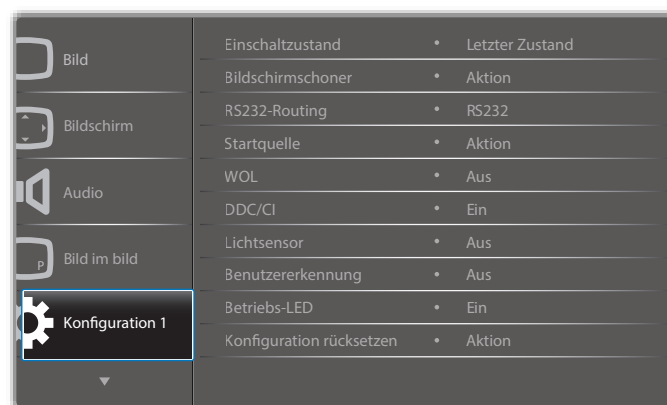 Bild
Bildschirm
Audio
P
Bild im bild
Konfiguration 1
Einschaltzustand • Letzter Zustand
Bildschirmschoner • Aktion
RS232-Routing • RS232
Startquelle • Aktion
WOL • Aus
DDC/CI • Ein
Lichtsensor • Aus
Benutzererkennung • Aus
Betriebs-LED • Ein
Konfiguration rücksetzen • Aktion